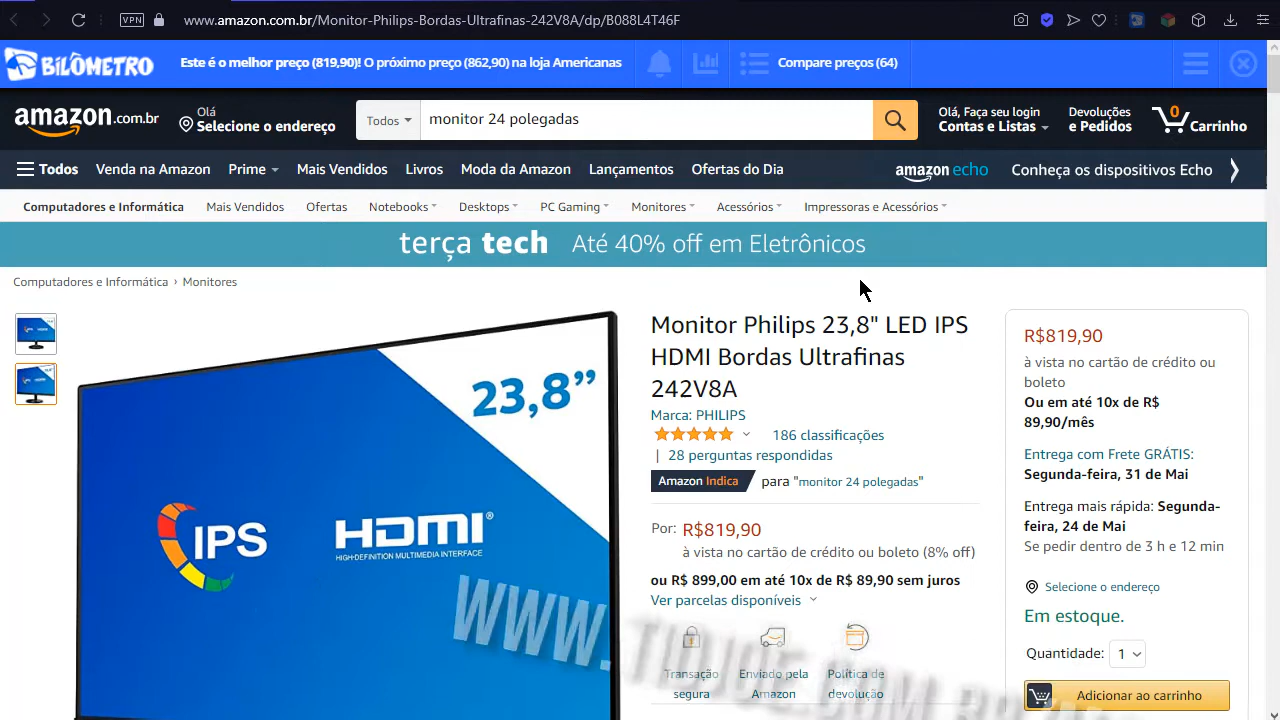 VPN
www.amazon.com.br/Monitor-Philips-Bordas-Ultrafinas-242V8A/dp/B088L4T46F
BiLÔMETRO
Este é o melhor preço (819,90)! O próximo preço (862,90) na loja Americanas
Compare preços (64)
amazon.com.br
Olá
Selecione o endereço
Todos
monitor 24 polegadas
Olá, Faça seu login
Contas e Listas
Devoluções
e Pedidos
0
Carrinho
Todos
Venda na Amazon
Prime
Mais Vendidos
Livros
Moda da Amazon
Lançamentos
Ofertas do Dia
amazon echo
Conheça os dispositivos Echo
Computadores e Informática
Mais Vendidos
Ofertas
Notebooks
Desktops
PC Gaming
Monitores
Acessórios
Impressoras e Acessórios
terça tech Até 40% off em Eletrônicos
Computadores e Informática › Monitores
23,8”
IPS
HDMI®
HIGH-DEFINITION MULTIMEDIA INTERFACE
Monitor Philips 23,8" LED IPS
HDMI Bordas Ultrafinas
242V8A
Marca: PHILIPS
186 classificações
| 28 perguntas respondidas
Amazon Indica para "monitor 24 polegadas"
Por: R$819,90
à vista no cartão de crédito ou boleto (8% off)
ou R$ 899,00 em até 10x de R$ 89,90 sem juros
Ver parcelas disponíveis
Transação
segura
Enviado pela
Amazon
Política de
devolução
R$819,90
à vista no cartão de crédito ou
boleto
Ou em até 10x de R$
89,90/mês
Entrega com Frete GRÁTIS:
Segunda-feira, 31 de Mai
Entrega mais rápida: Segunda-
feira, 24 de Mai
Se pedir dentro de 3 h e 12 min
Selecione o endereço
Em estoque.
Quantidade: 1
Adicionar ao carrinho